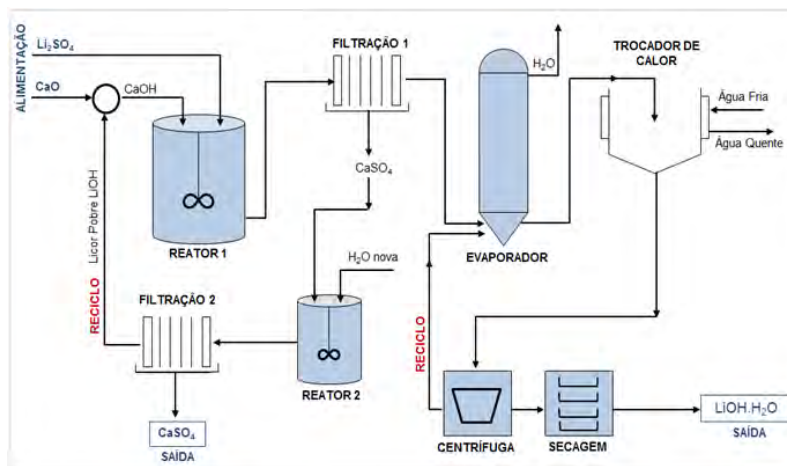 ALIMENTAÇÃO
Li₂SO₄
CaO
CaOH
REATOR 1
FILTRAÇÃO 1
CaSO₄
H₂O
EVAPORADOR
TROCADOR DE
CALOR
Água Fria
Água Quente
RECICLO
Licor Pobre LiOH
FILTRAÇÃO 2
CaSO₄
SAÍDA
H₂O nova
REATOR 2
RECICLO
CENTRÍFUGA
SECAGEM
LiOH.H₂O
SAÍDA